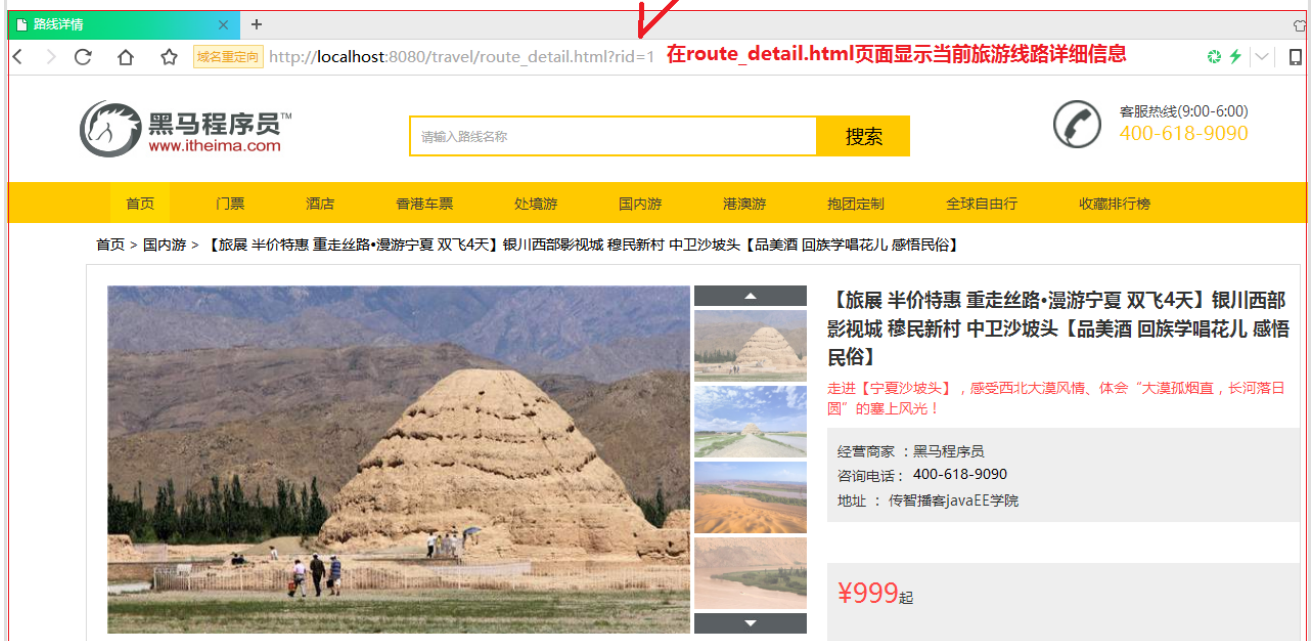 路线详情
域名重定向 http://localhost:8080/travel/route_detail.html?rid=1 在route_detail.html页面显示当前旅游线路详细信息
黑马程序员™
www.itheima.com
请输入路线名称
搜索
客服热线(9:00-6:00)
400-618-9090
首页 门票 酒店 香港车票 处境游 国内游 港澳游 抱团定制 全球自由行 收藏排行榜
首页 > 国内游 > 【旅展 半价特惠 重走丝路•漫游宁夏 双飞4天】银川西部影视城 穆民新村 中卫沙坡头【品美酒 回族学唱花儿 感悟民俗】
【旅展 半价特惠 重走丝路•漫游宁夏 双飞4天】银川西部
影视城 穆民新村 中卫沙坡头【品美酒 回族学唱花儿 感悟
民俗】
走进【宁夏沙坡头】，感受西北大漠风情、体会“大漠孤烟直，长河落日
圆”的塞上风光！
经营商家 ：黑马程序员
咨询电话： 400-618-9090
地址 ： 传智播客javaEE学院
¥999起